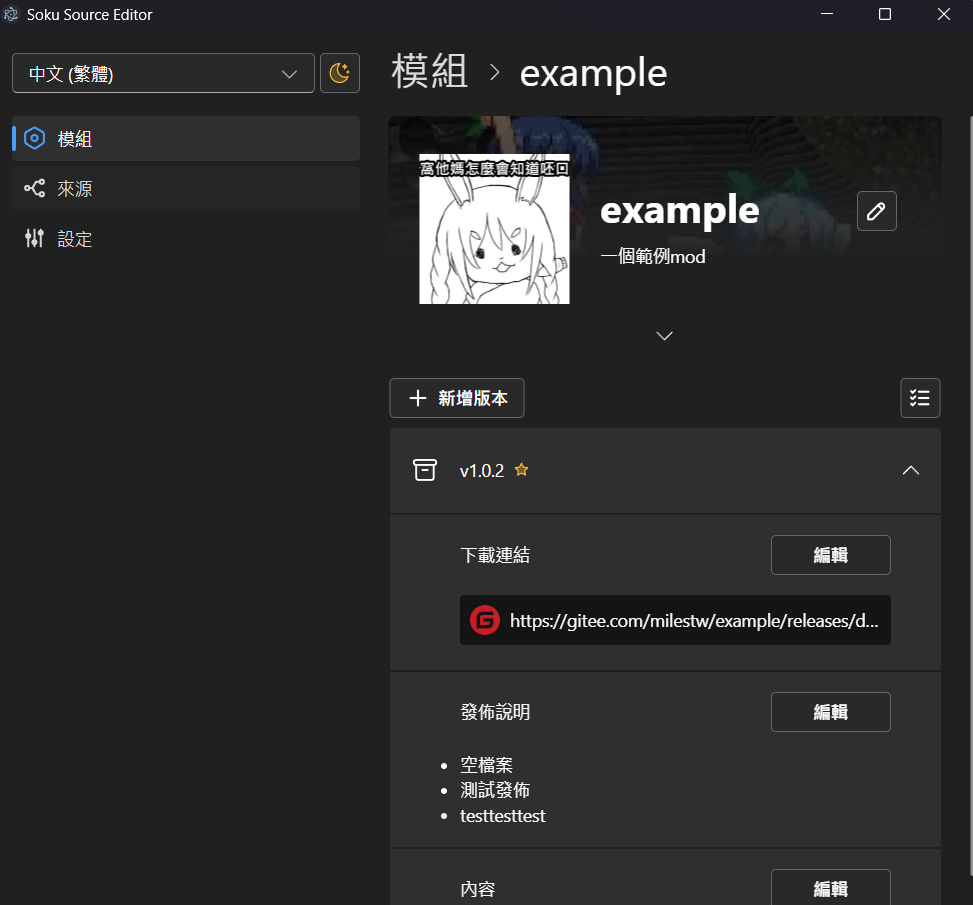 Soku Source Editor
中文 (繁體)
模組
來源
設定
模組 > example
窩他媽怎麼會知道呸口
example
一個範例mod
新增版本
v1.0.2
下載連結
編輯
https://gitee.com/milestw/example/releases/d...
發佈說明
編輯
• 空檔案
• 測試發佈
• testtesttest
內容
編輯